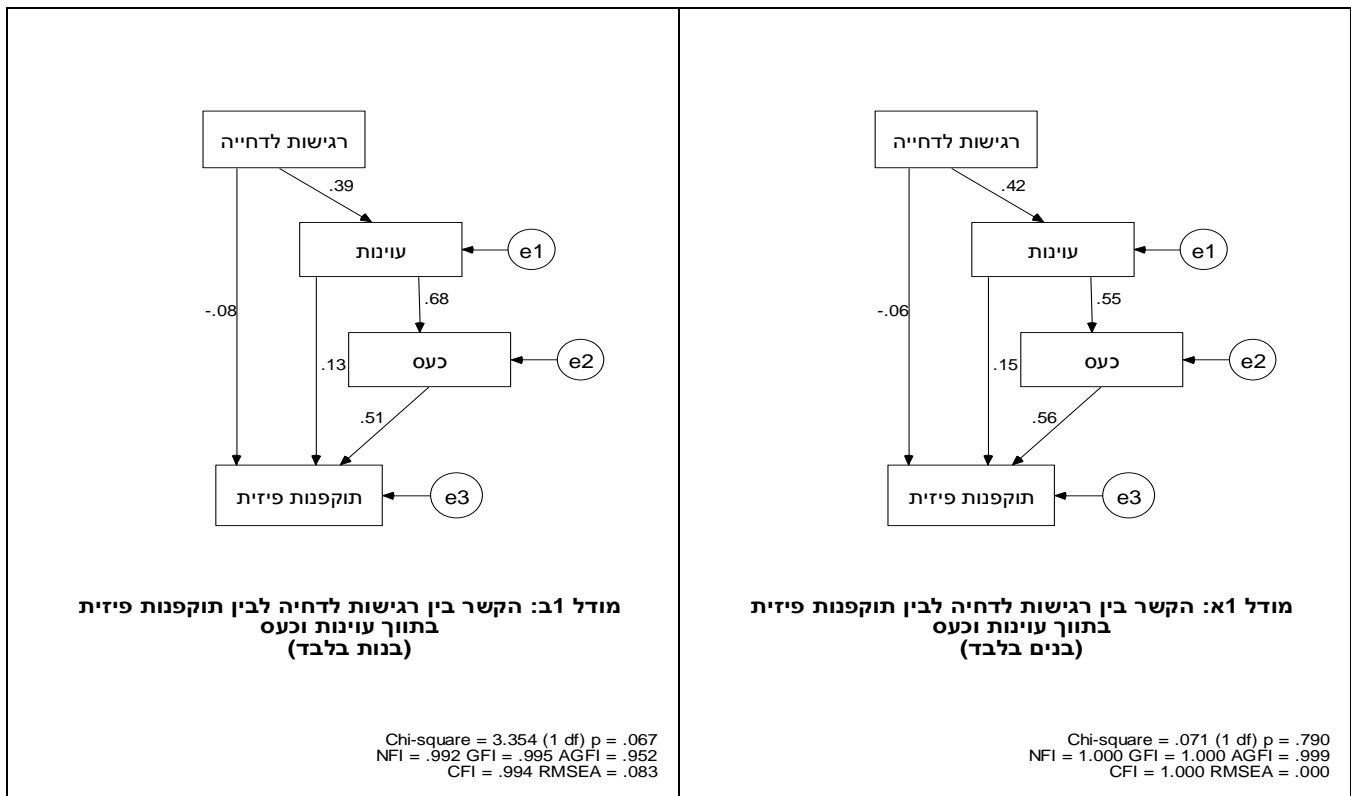 רגישות לדחייה
.42
עוינות
e1
-.06
.55
.15
כעס
e2
.56
תוקפנות פיזית
e3
מודל 1א: הקשר בין רגישות לדחיה לבין תוקפנות פיזית
בתווך עוינות וכעס
(בנים בלבד)
Chi-square = .071 (1 df) p = .790
NFI = 1.000 GFI = 1.000 AGFI = .999
CFI = 1.000 RMSEA = .000
רגישות לדחייה
.39
עוינות
e1
-.08
.68
.13
כעס
e2
.51
תוקפנות פיזית
e3
מודל 1ב: הקשר בין רגישות לדחיה לבין תוקפנות פיזית
בתווך עוינות וכעס
(בנות בלבד)
Chi-square = 3.354 (1 df) p = .067
NFI = .992 GFI = .995 AGFI = .952
CFI = .994 RMSEA = .083